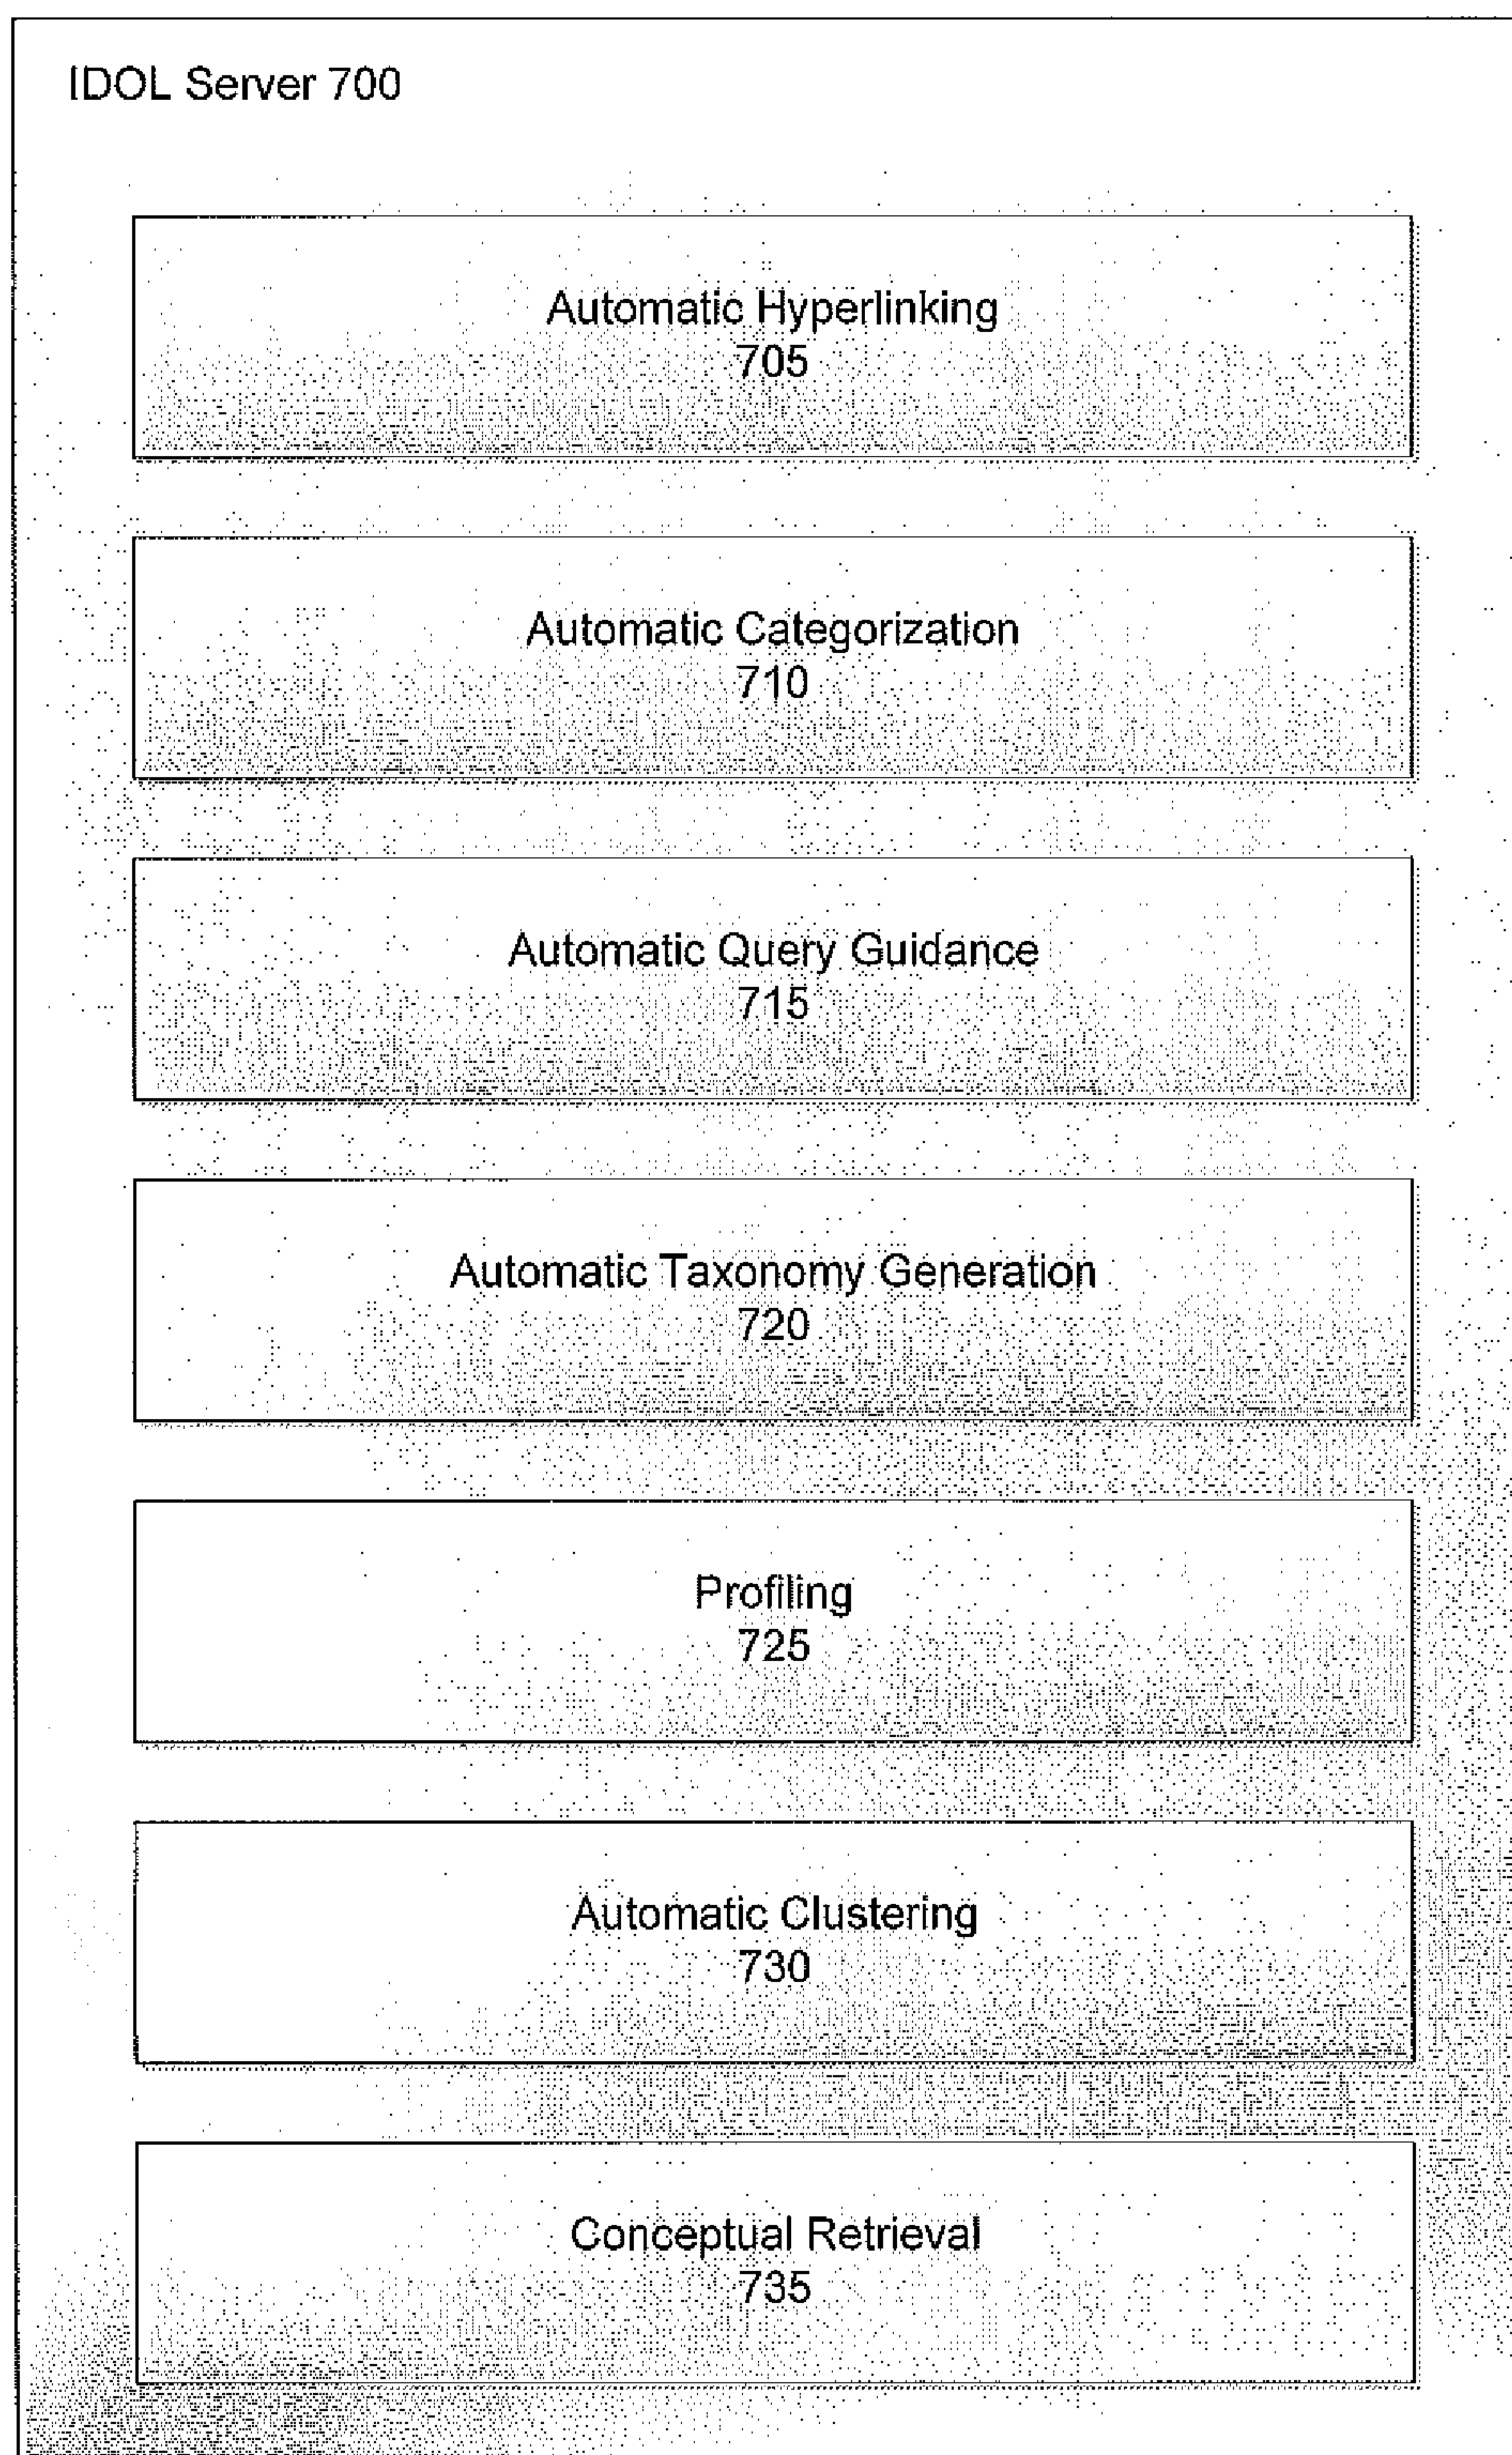 IDOL Server 700
Automatic Hyperlinking
705
Automatic Categorization
710
Automatic Query Guidance
715
Automatic Taxonomy Generation
720
Profiling
725
Automatic Clustering
730
Conceptual Retrieval
735